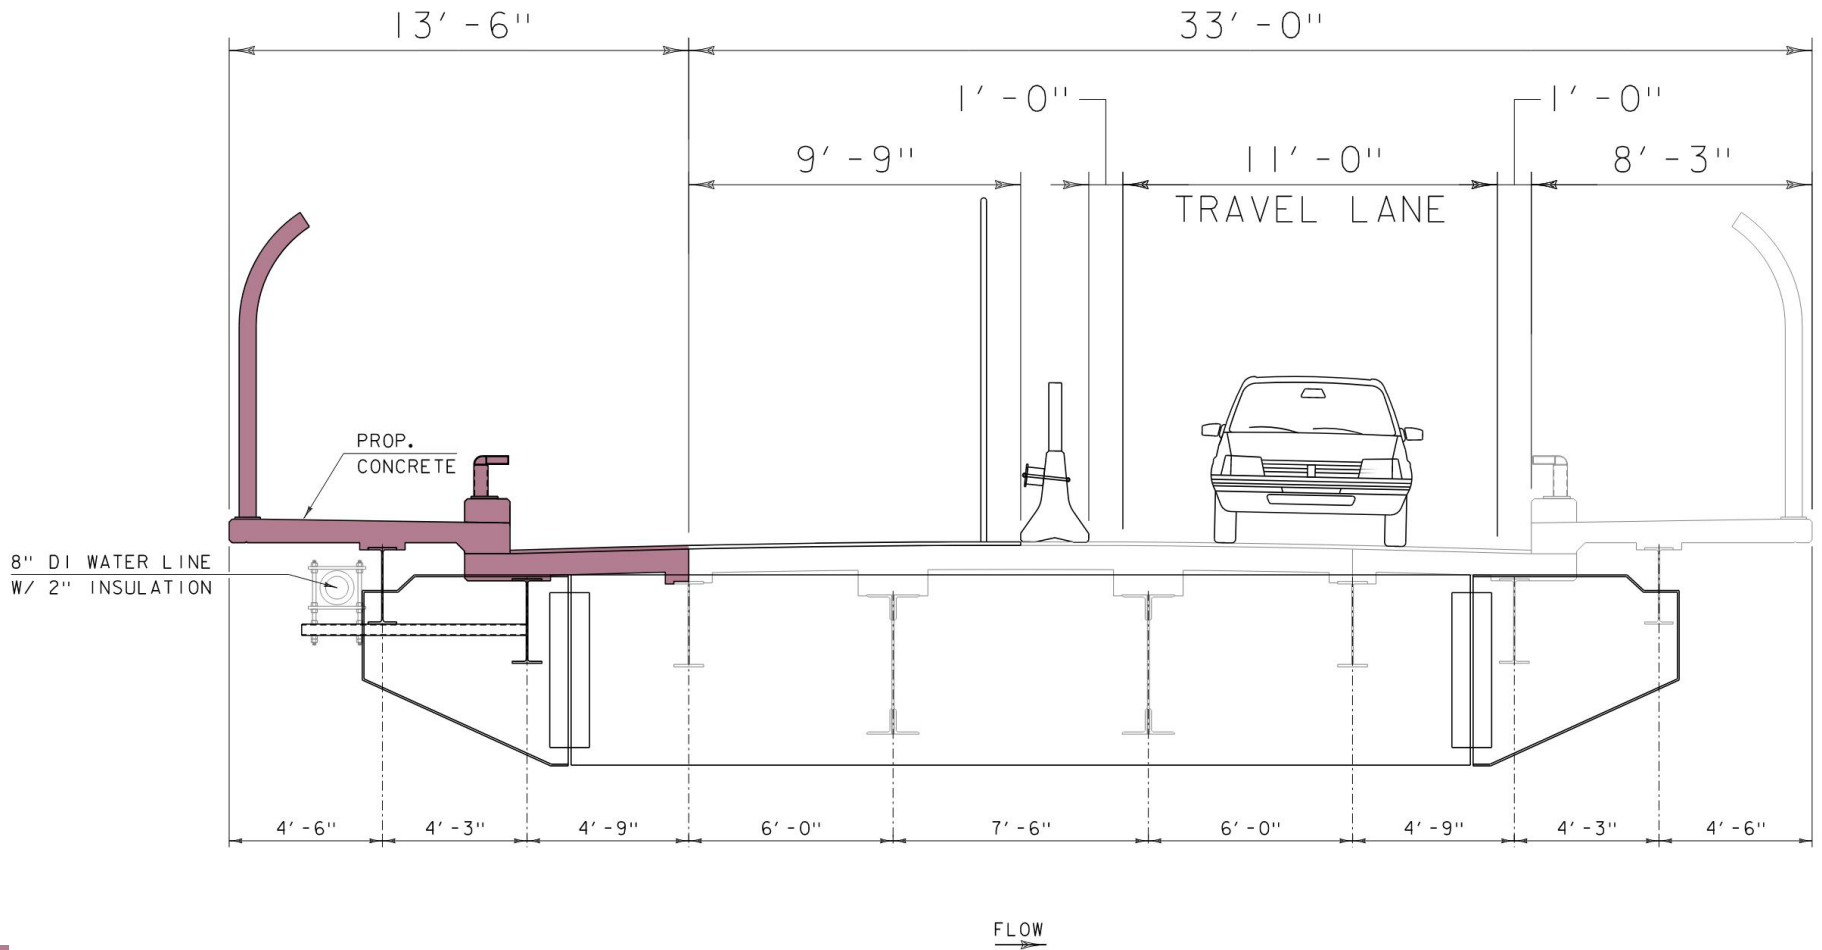 13'-6"
33'-0"
1'-0"
1'-0"
9'-9"
11'-0"
8'-3"
TRAVEL LANE
PROP.
CONCRETE
8" DI WATER LINE
W/ 2" INSULATION
4'-6"
4'-3"
4'-9"
6'-0"
7'-6"
6'-0"
4'-9"
4'-3"
4'-6"
FLOW